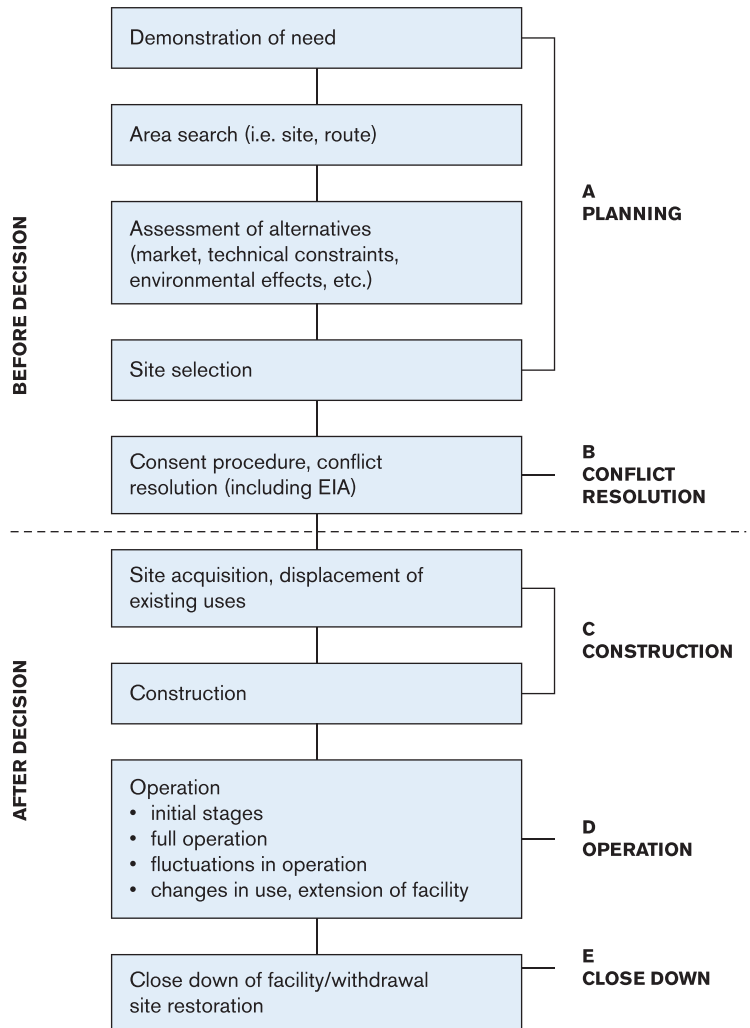 BEFORE DECISION
Demonstration of need
Area search (i.e. site, route)
Assessment of alternatives
(market, technical constraints,
environmental effects, etc.)
Site selection
A
PLANNING
Consent procedure, conflict
resolution (including EIA)
B
CONFLICT
RESOLUTION
AFTER DECISION
Site acquisition, displacement of
existing uses
Construction
C
CONSTRUCTION
Operation
• initial stages
• full operation
• fluctuations in operation
• changes in use, extension of facility
D
OPERATION
Close down of facility/withdrawal
site restoration
E
CLOSE DOWN